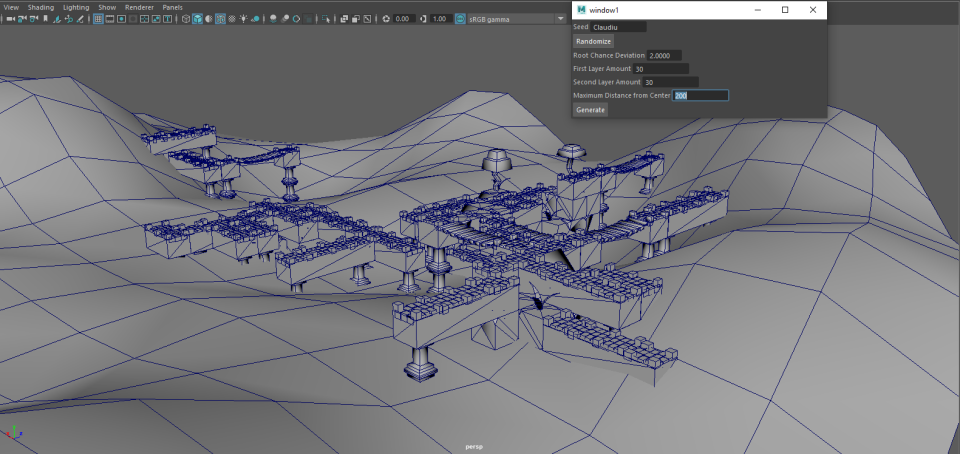 View Shading Lighting Show Renderer Panels
0.00 1.00 sRGB gamma
window1
Seed Claudiu
Randomize
Root Chance Deviation 2.0000
First Layer Amount 30
Second Layer Amount 30
Maximum Distance from Center 200
Generate
persp